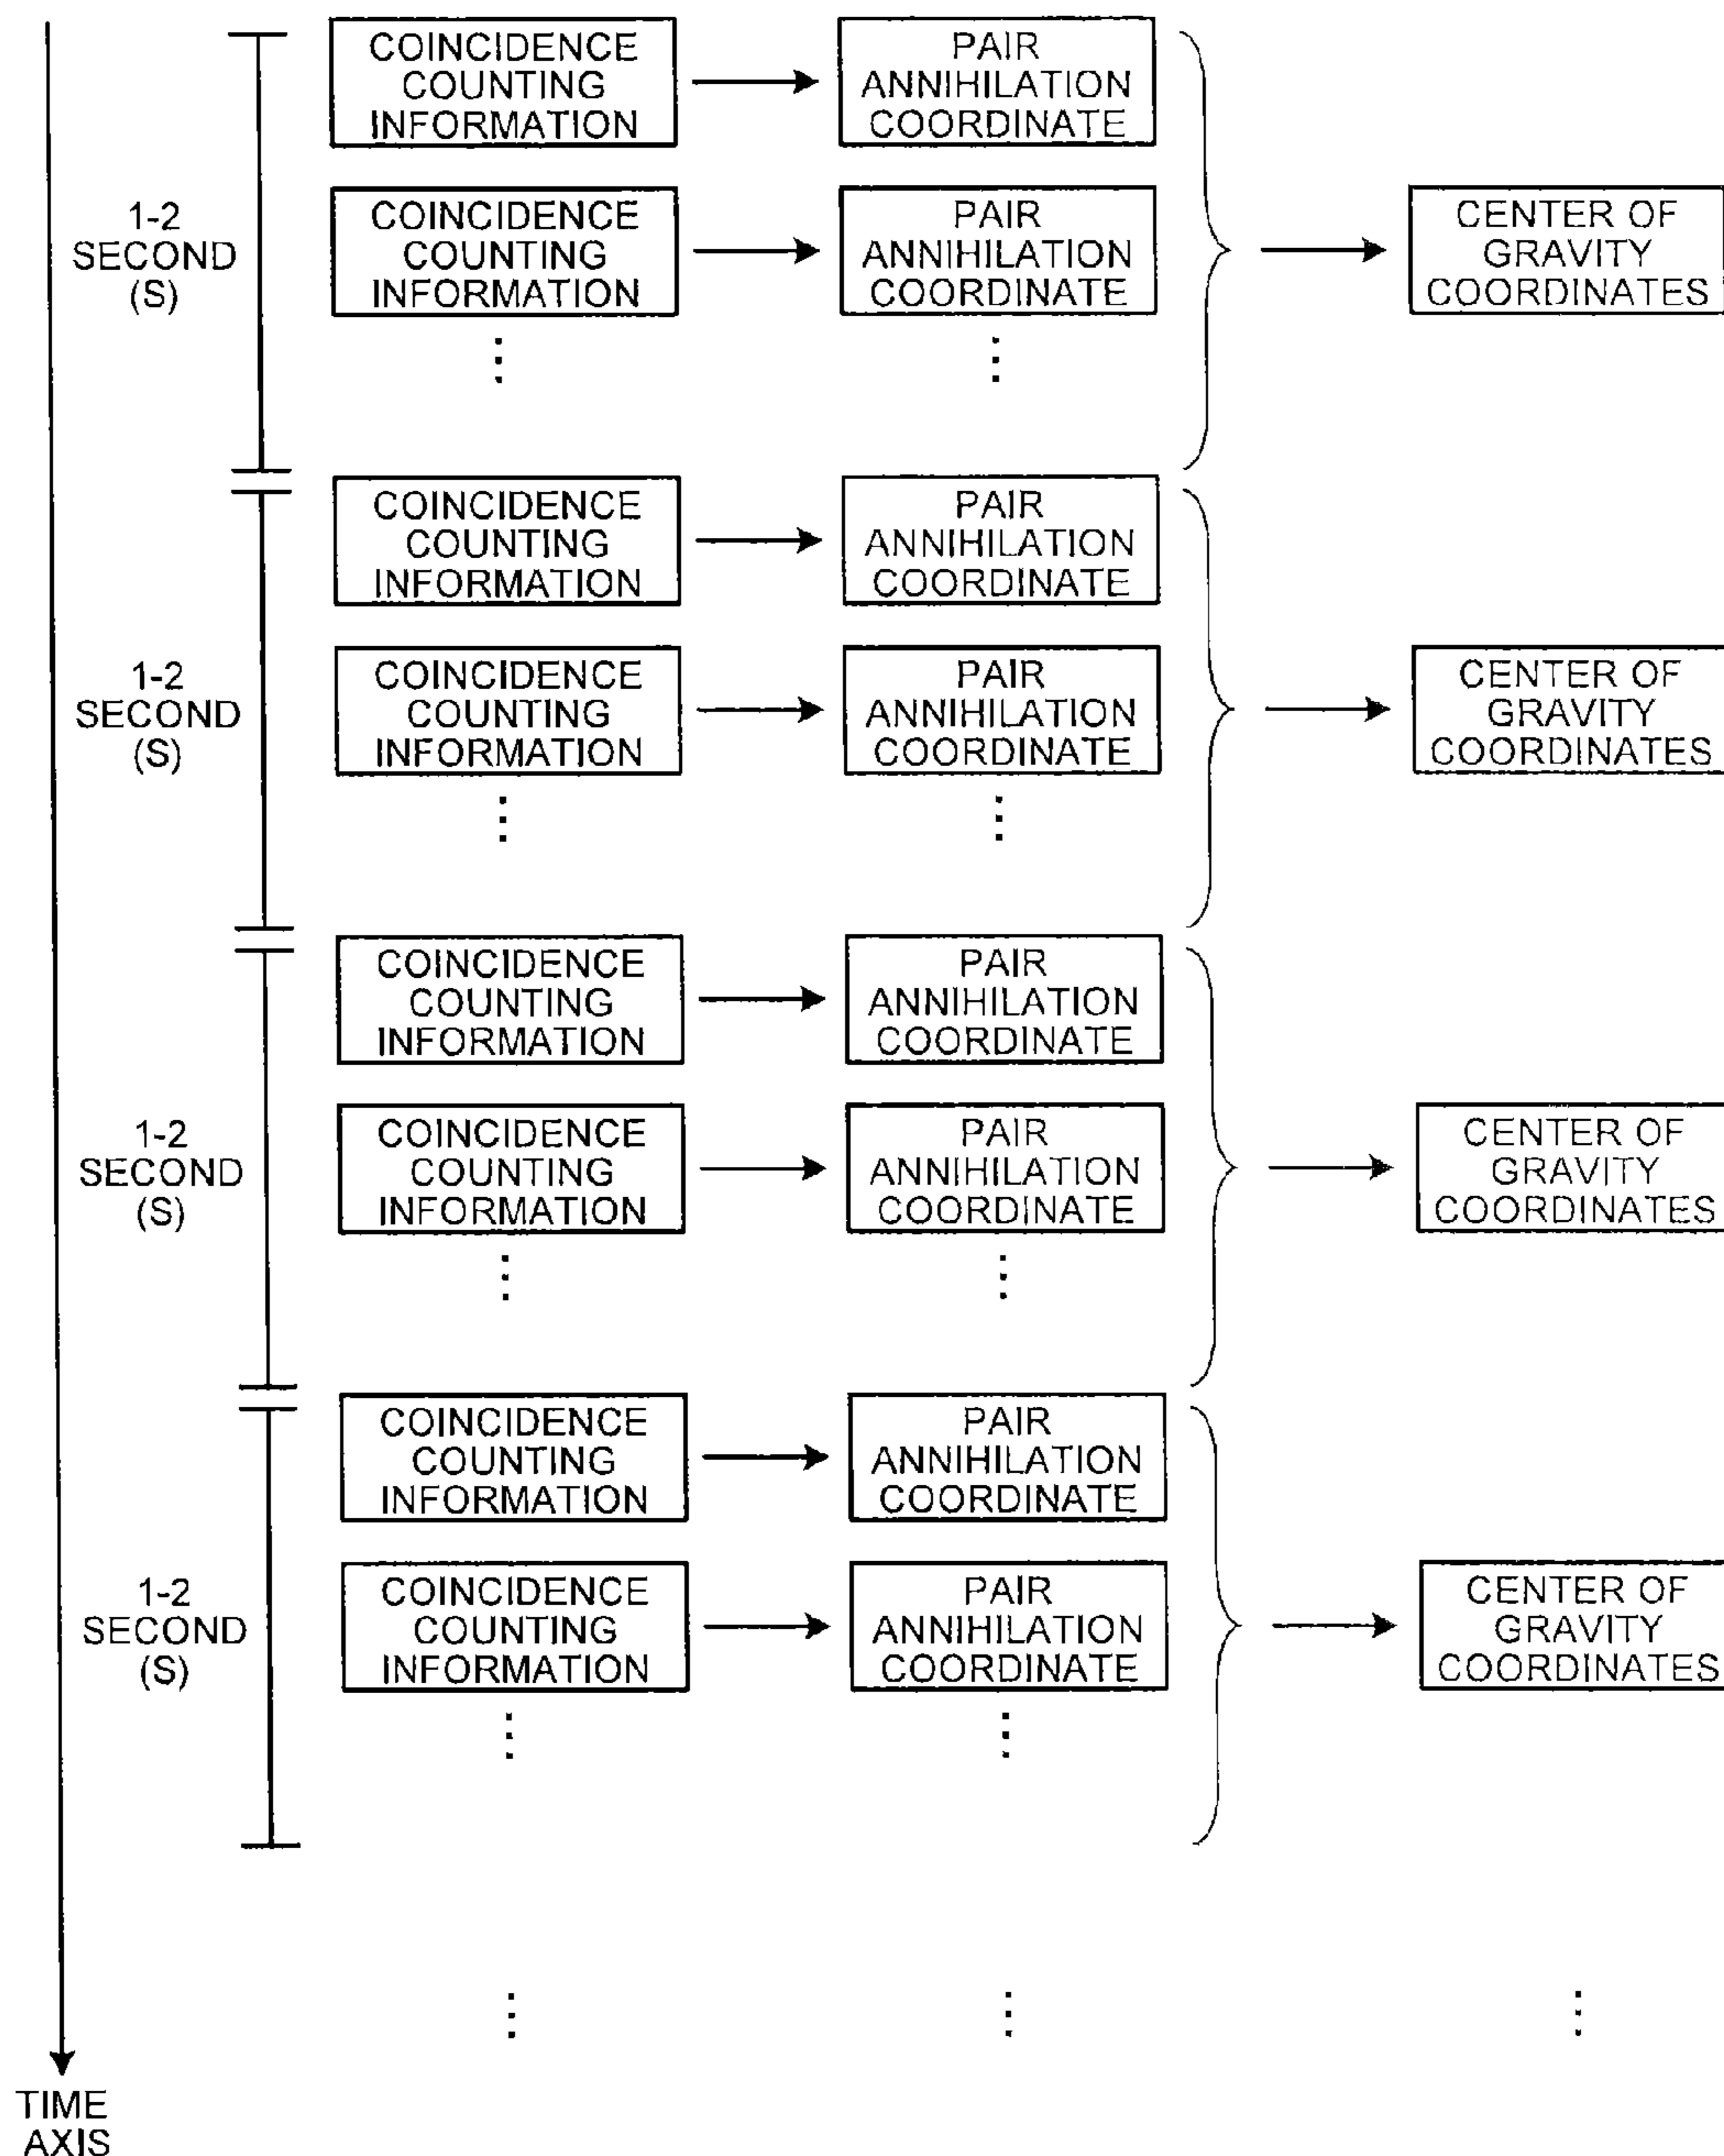 COINCIDENCE
COUNTING
INFORMATION
PAIR
ANNIHILATION
COORDINATE
1-2
SECOND
(S)
COINCIDENCE
COUNTING
INFORMATION
PAIR
ANNIHILATION
COORDINATE
CENTER OF
GRAVITY
COORDINATES
COINCIDENCE
COUNTING
INFORMATION
PAIR
ANNIHILATION
COORDINATE
1-2
SECOND
(S)
COINCIDENCE
COUNTING
INFORMATION
PAIR
ANNIHILATION
COORDINATE
CENTER OF
GRAVITY
COORDINATES
COINCIDENCE
COUNTING
INFORMATION
PAIR
ANNIHILATION
COORDINATE
1-2
SECOND
(S)
COINCIDENCE
COUNTING
INFORMATION
PAIR
ANNIHILATION
COORDINATE
CENTER OF
GRAVITY
COORDINATES
COINCIDENCE
COUNTING
INFORMATION
PAIR
ANNIHILATION
COORDINATE
1-2
SECOND
(S)
COINCIDENCE
COUNTING
INFORMATION
PAIR
ANNIHILATION
COORDINATE
CENTER OF
GRAVITY
COORDINATES
TIME
AXIS